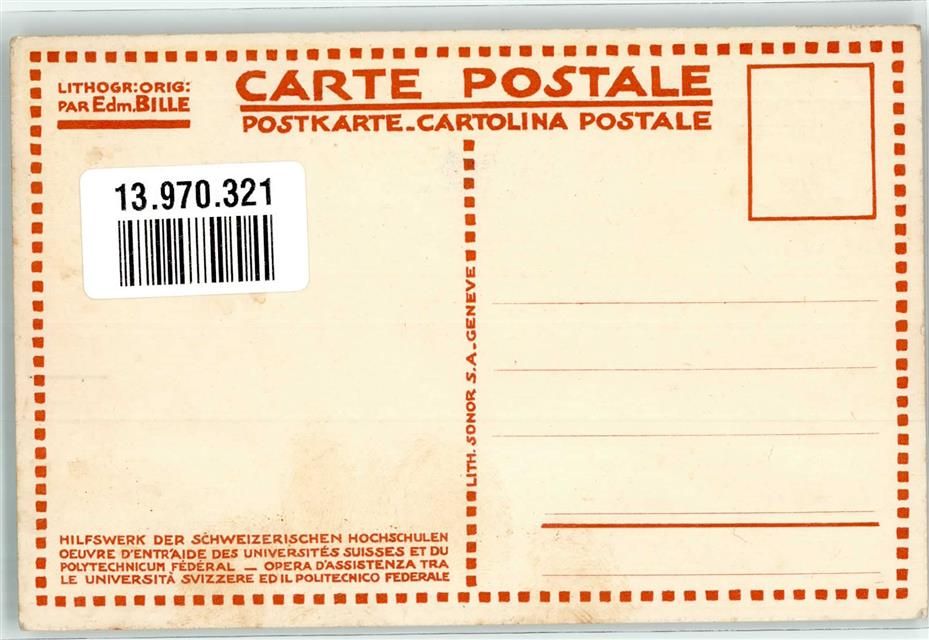 LITHOGR:ORIG:
PAR Edm. BILLE
CARTE POSTALE
POSTKARTE-CARTOLINA POSTALE
13.970.321
LITH. SONOR S.A.-GENEVE
HILFSWERK DER SCHWEIZERISCHEN HOCHSCHULEN
OEUVRE D'ENTR'AIDE DES UNIVERSITÉS SUISSES ET DU
POLYTECHNICUM FÉDÉRAL — OPERA D'ASSISTENZA TRA
LE UNIVERSITÀ SVIZZERE ED IL POLITECNICO FEDERALE